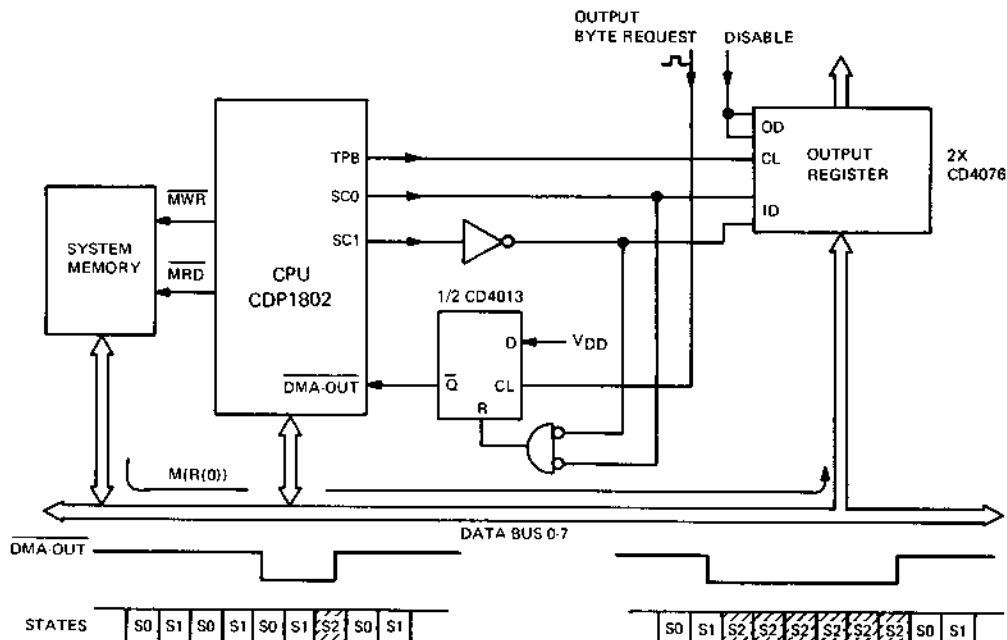 OUTPUT
BYTE REQUEST
DISABLE
OD
CL
ID
OUTPUT
REGISTER
2X
CD4076
TPB
SC0
SC1
MWR
MRD
SYSTEM
MEMORY
CPU
CDP1802
1/2 CD4013
D
VDD
DMA-OUT
Q
CL
R
M(R(0))
DATA BUS 0-7
DMA-OUT
STATES S0 S1 S0 S1 S0 S1 S2 S0 S1 S0 S1 S2 S2 S2 S2 S2 S0 S1